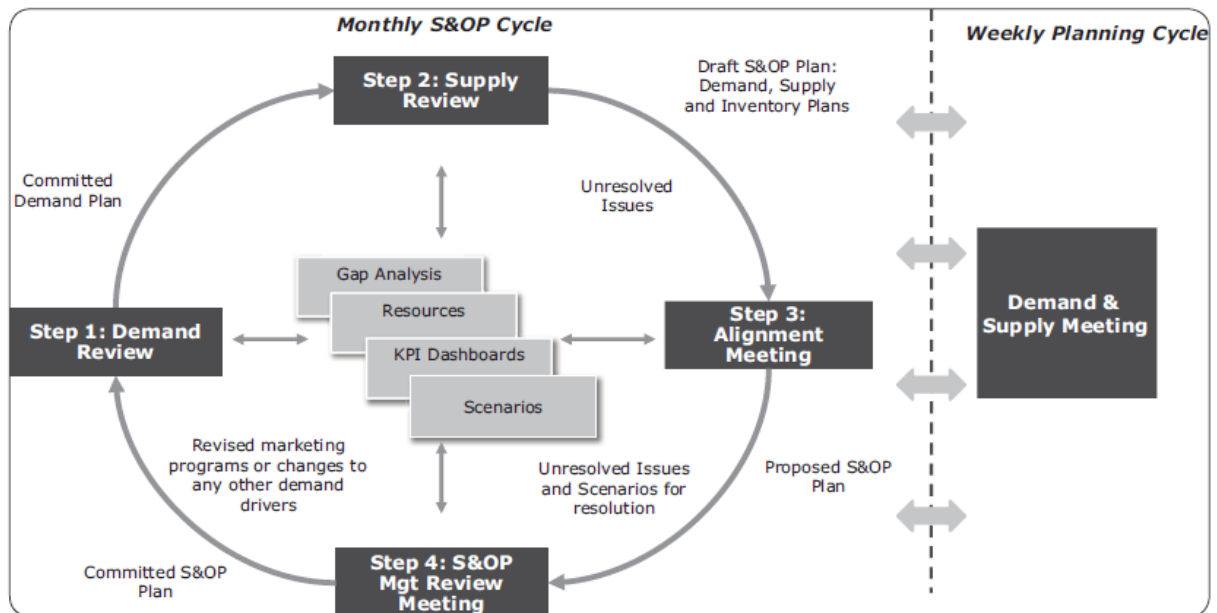 Monthly S&OP Cycle
Weekly Planning Cycle
Step 2: Supply
Review
Draft S&OP Plan:
Demand, Supply
and Inventory Plans
Committed
Demand Plan
Unresolved
Issues
Gap Analysis
Resources
KPI Dashboards
Scenarios
Step 1: Demand
Review
Step 3:
Alignment
Meeting
Demand &
Supply Meeting
Revised marketing
programs or changes to
any other demand
drivers
Unresolved Issues
and Scenarios for
resolution
Proposed S&OP
Plan
Committed S&OP
Plan
Step 4: S&OP
Mgt Review
Meeting